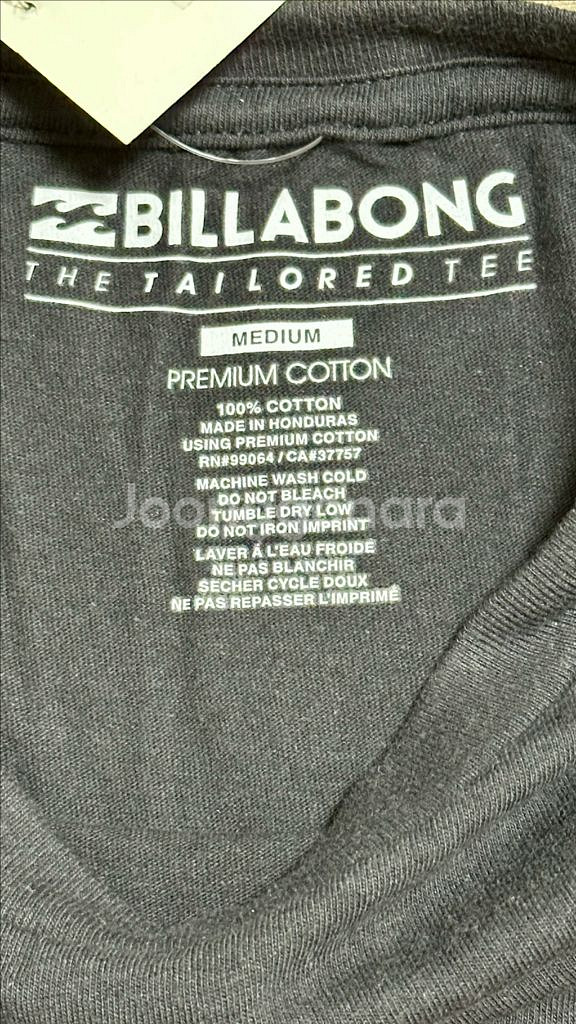 BILLABONG
THE TAILORED TEE
MEDIUM
PREMIUM COTTON
100% COTTON
MADE IN HONDURAS
USING PREMIUM COTTON
RN#99064 / CA#37757
MACHINE WASH COLD
DO NOT BLEACH
TUMBLE DRY LOW
DO NOT IRON IMPRINT
LAVER À L'EAU FROIDE
NE PAS BLANCHIR
SÉCHER CYCLE DOUX
NE PAS REPASSER L'IMPRIMÉ